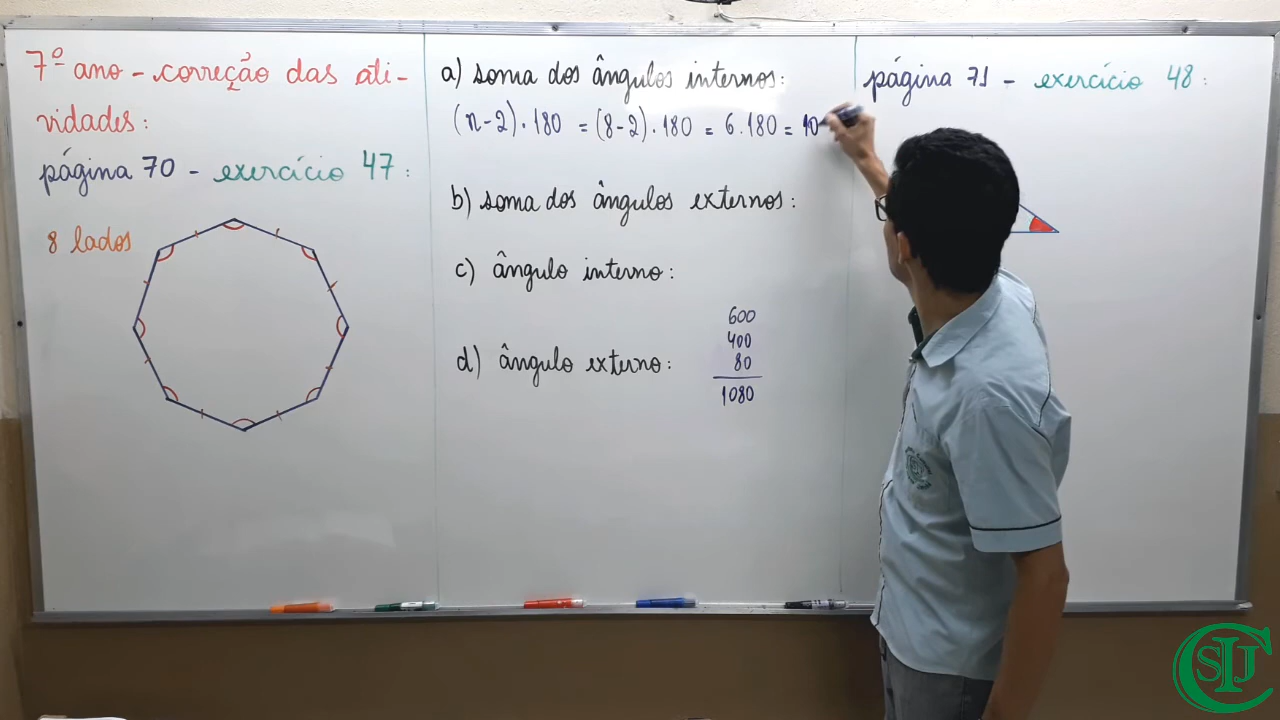 7º ano - correção das ati-
vidades:
página 70 - exercício 47:
8 lados
a) soma dos ângulos internos:
(n-2).180 = (8-2).180 = 6.180 = 10
b) soma dos ângulos externos:
c) ângulo interno:
d) ângulo externo:
600
400
80
1080
página 71 - exercício 48:
CSIJ